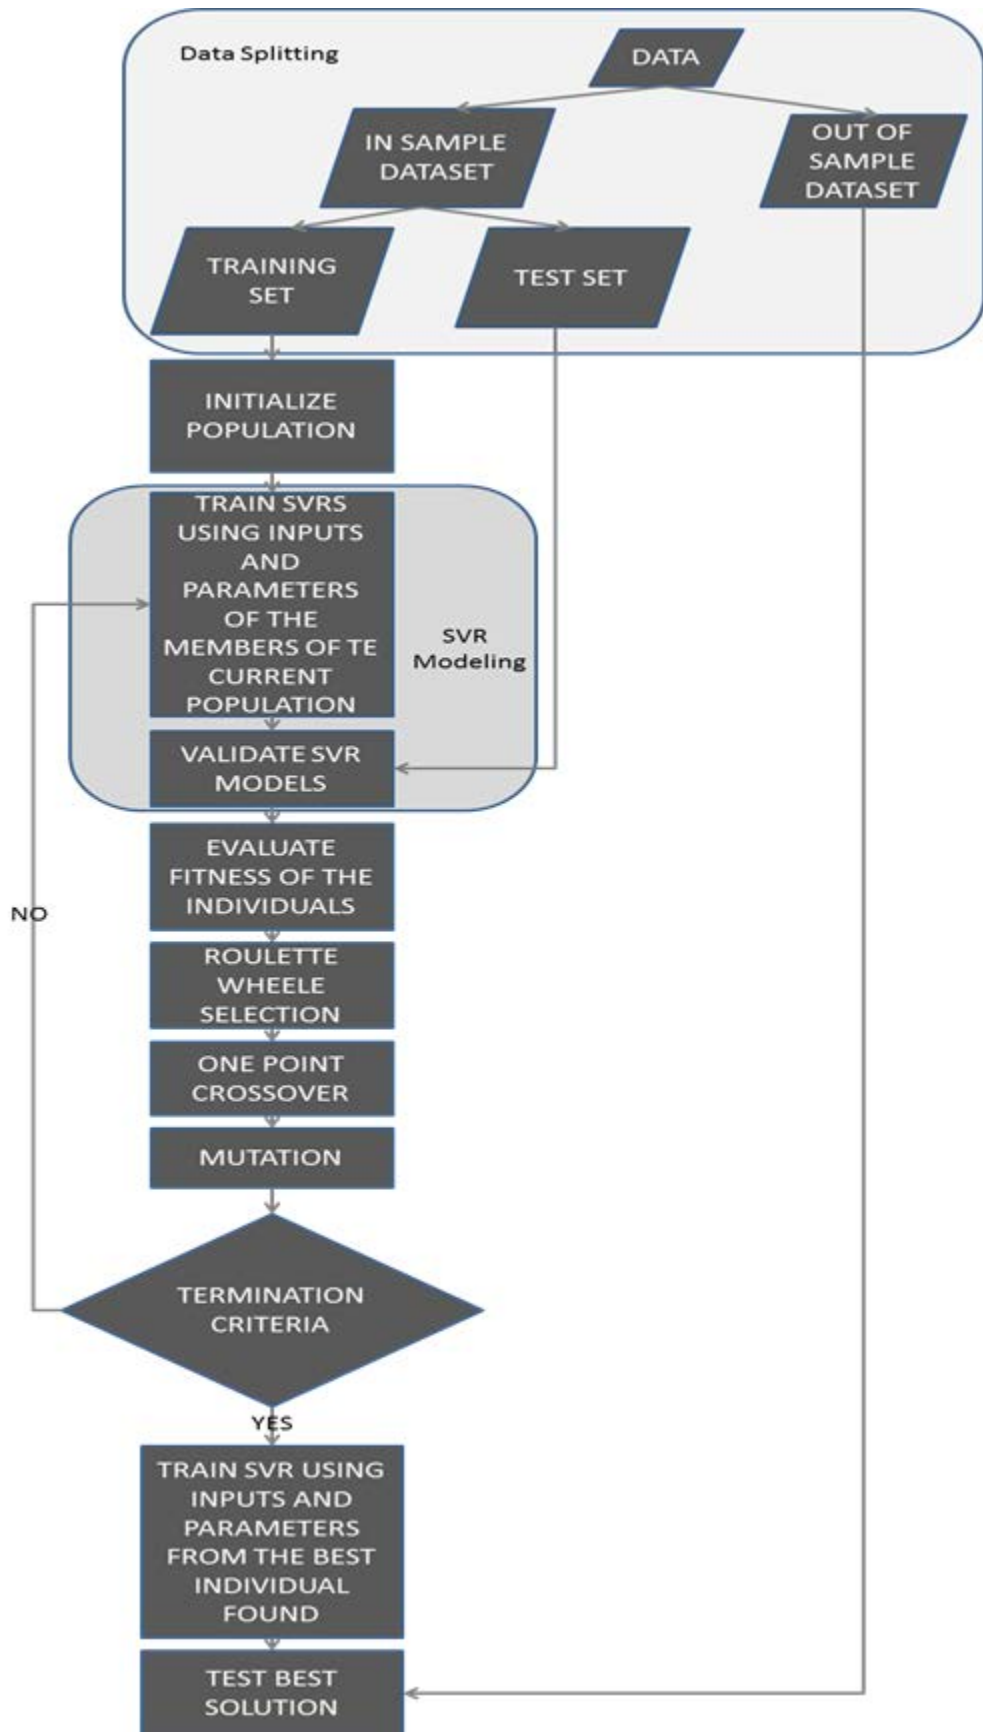 Data Splitting
DATA
IN SAMPLE
DATASET
OUT OF
SAMPLE
DATASET
TRAINING
SET
TEST SET
INITIALIZE
POPULATION
TRAIN SVRS
USING INPUTS
AND
PARAMETERS
OF THE
MEMBERS OF TE
CURRENT
POPULATION
SVR
Modeling
VALIDATE SVR
MODELS
EVALUATE
FITNESS OF THE
INDIVIDUALS
NO
ROULETTE
WHEELE
SELECTION
ONE POINT
CROSSOVER
MUTATION
TERMINATION
CRITERIA
YES
TRAIN SVR USING
INPUTS AND
PARAMETERS
FROM THE BEST
INDIVIDUAL
FOUND
TEST BEST
SOLUTION